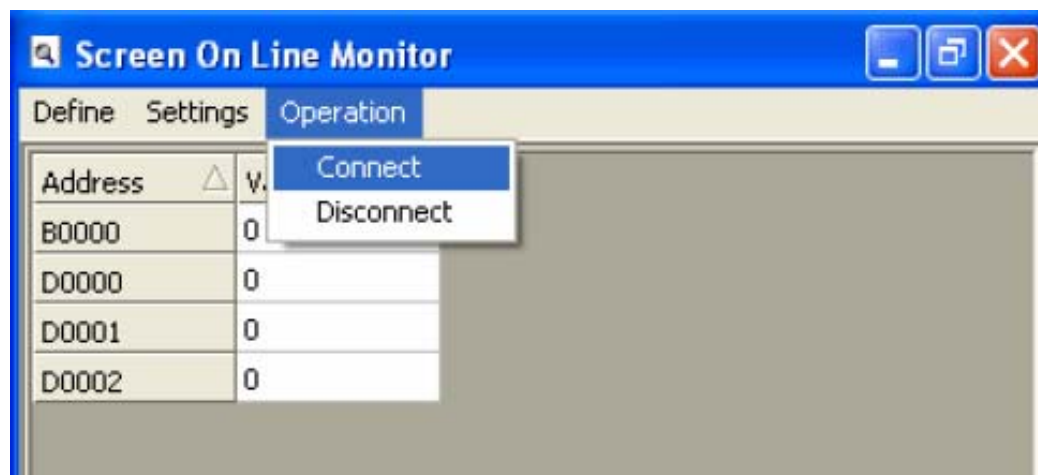 Screen On Line Monitor
Define Settings Operation
Connect
Disconnect
Address
B0000 0
D0000 0
D0001 0
D0002 0